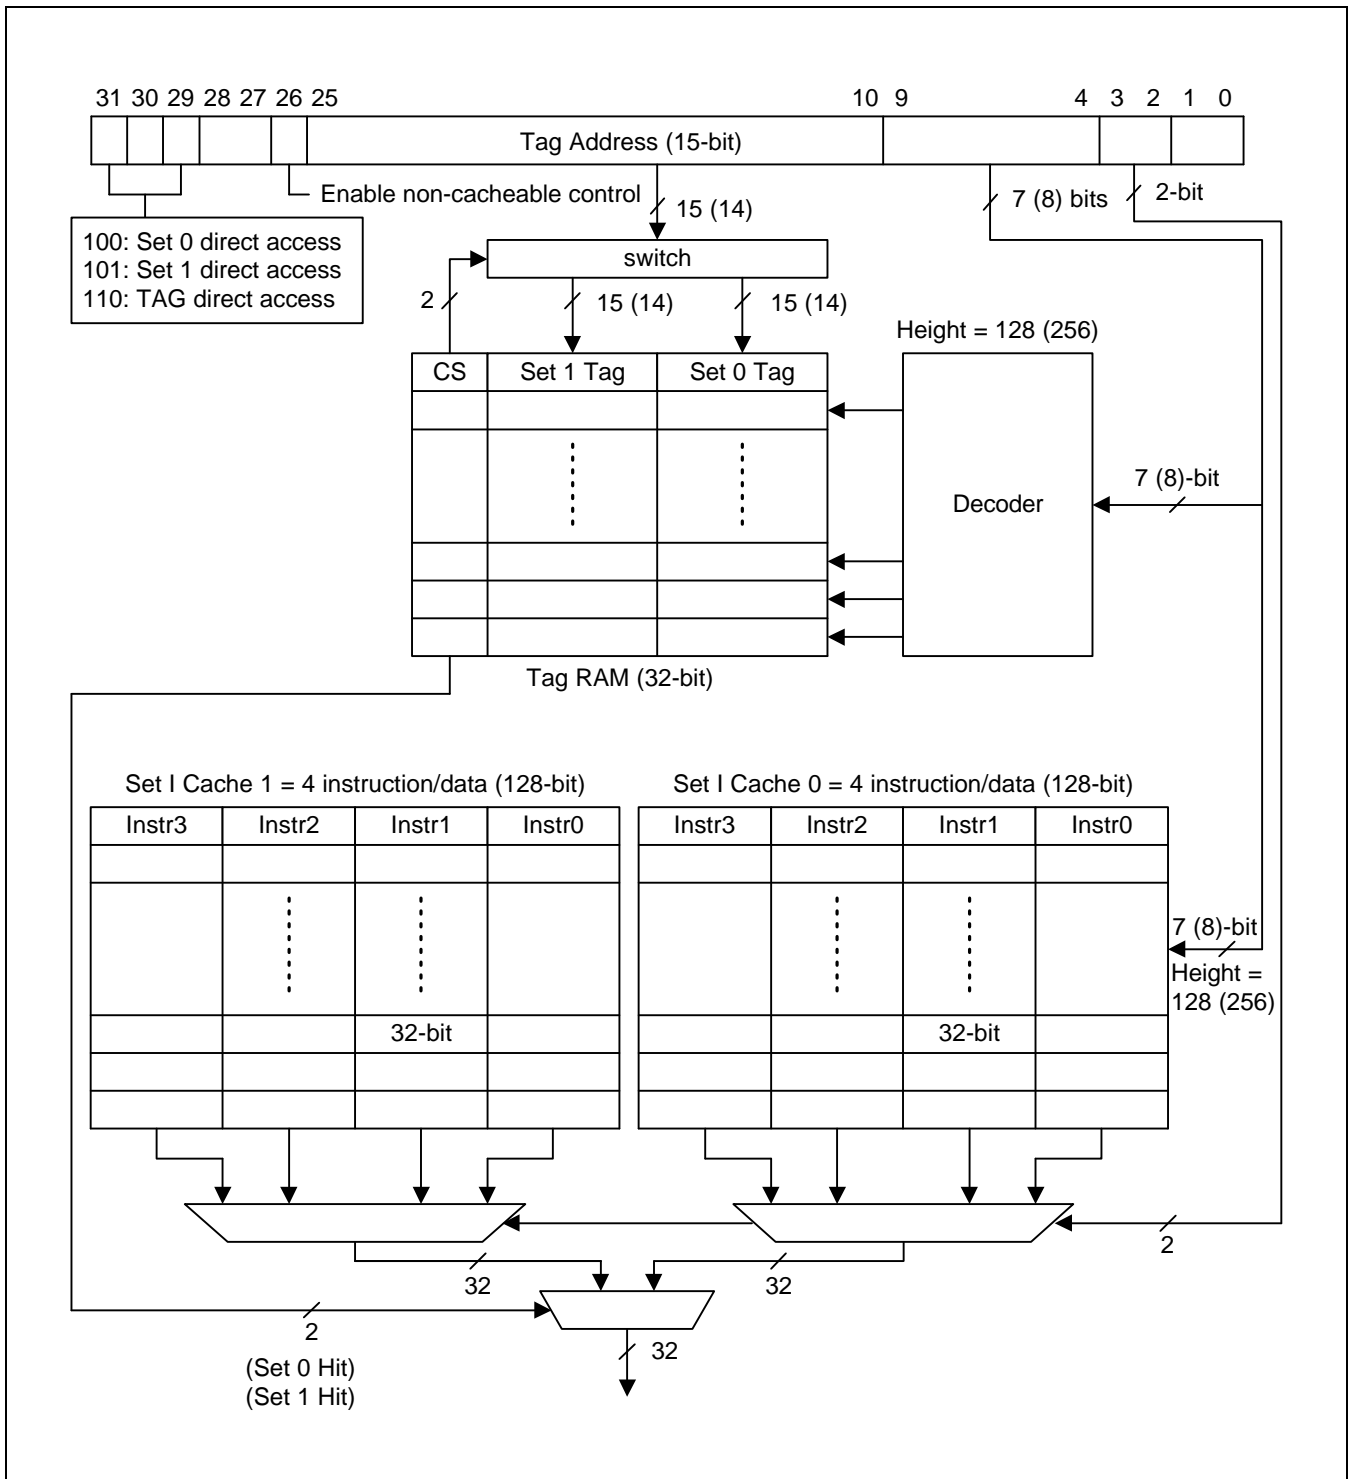 31 30 29 28 27 26 25 10 9 4 3 2 1 0
Tag Address (15-bit)
Enable non-cacheable control
15 (14)
7 (8) bits
2-bit
100: Set 0 direct access
101: Set 1 direct access
110: TAG direct access
switch
2
15 (14)
15 (14)
Height = 128 (256)
CS
Set 1 Tag
Set 0 Tag
Decoder
7 (8)-bit
Tag RAM (32-bit)
Set I Cache 1 = 4 instruction/data (128-bit)
Set I Cache 0 = 4 instruction/data (128-bit)
Instr3
Instr2
Instr1
Instr0
Instr3
Instr2
Instr1
Instr0
7 (8)-bit
Height =
128 (256)
32-bit
32-bit
2
32
32
2
(Set 0 Hit)
(Set 1 Hit)
32